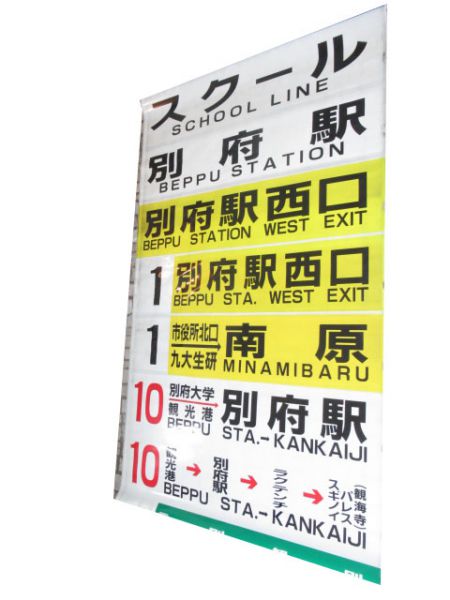 スクール
SCHOOL LINE
別府駅
BEPPU STATION
別府駅西口
BEPPU STATION WEST EXIT
1 別府駅西口
BEPPU STA. WEST EXIT
1 市役所北口 → 九大生研 南原
MINAMIBARU
10 別府大学 → 観光港 別府駅
BEPPU STA.-KANKAIJI
10 観光港 → 別府駅 → ラクテンチ → スギノイパレス (観海寺)
BEPPU STA.-KANKAIJI